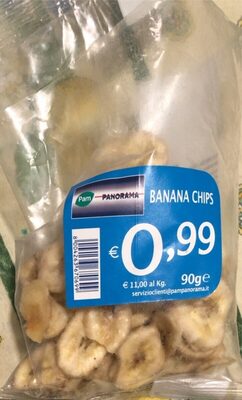 Pam PANORAMA
BANANA CHIPS
€ 0,99
€ 11,00 al Kg.
90g e
servizioclienti@pampanorama.it